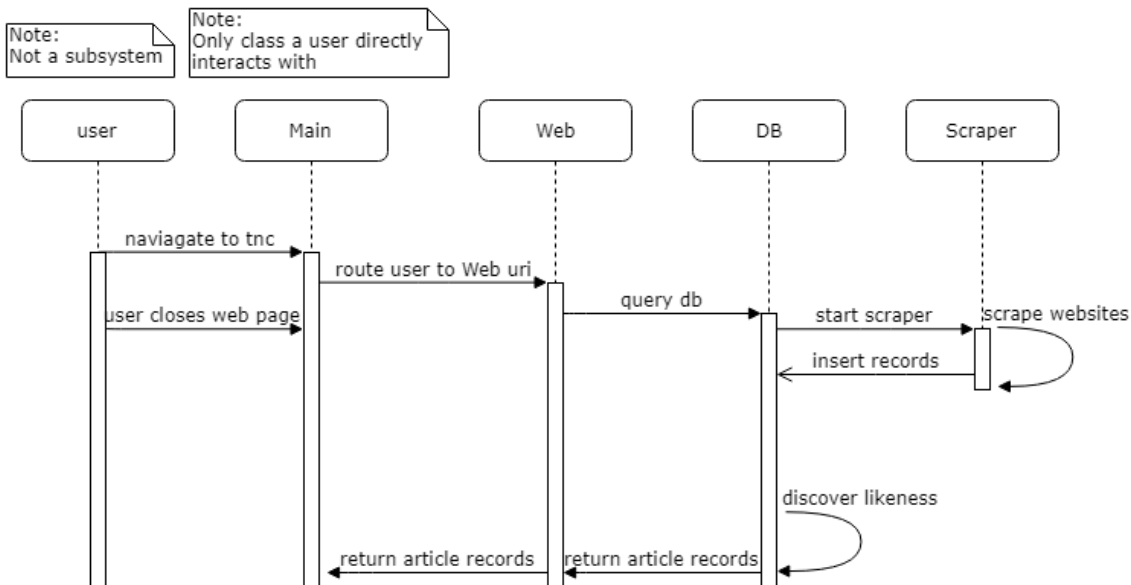 Note:
Not a subsystem
Note:
Only class a user directly
interacts with
user
Main
Web
DB
Scraper
naviagate to tnc
route user to Web uri
query db
user closes web page
start scraper
scrape websites
insert records
discover likeness
return article records
return article records